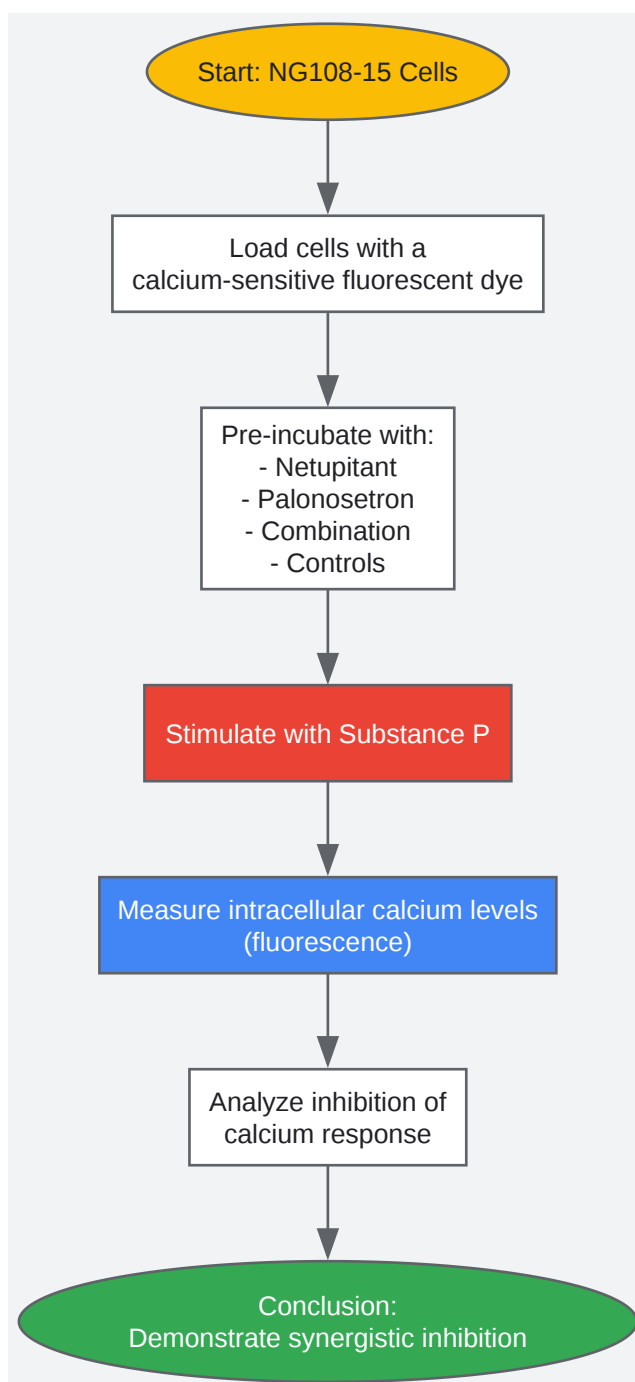 Start: NG108-15 Cells
Load cells with a
calcium-sensitive fluorescent dye
Pre-incubate with:
- Netupitant
- Palonosetron
- Combination
- Controls
Stimulate with Substance P
Measure intracellular calcium levels
(fluorescence)
Analyze inhibition of
calcium response
Conclusion:
Demonstrate synergistic inhibition